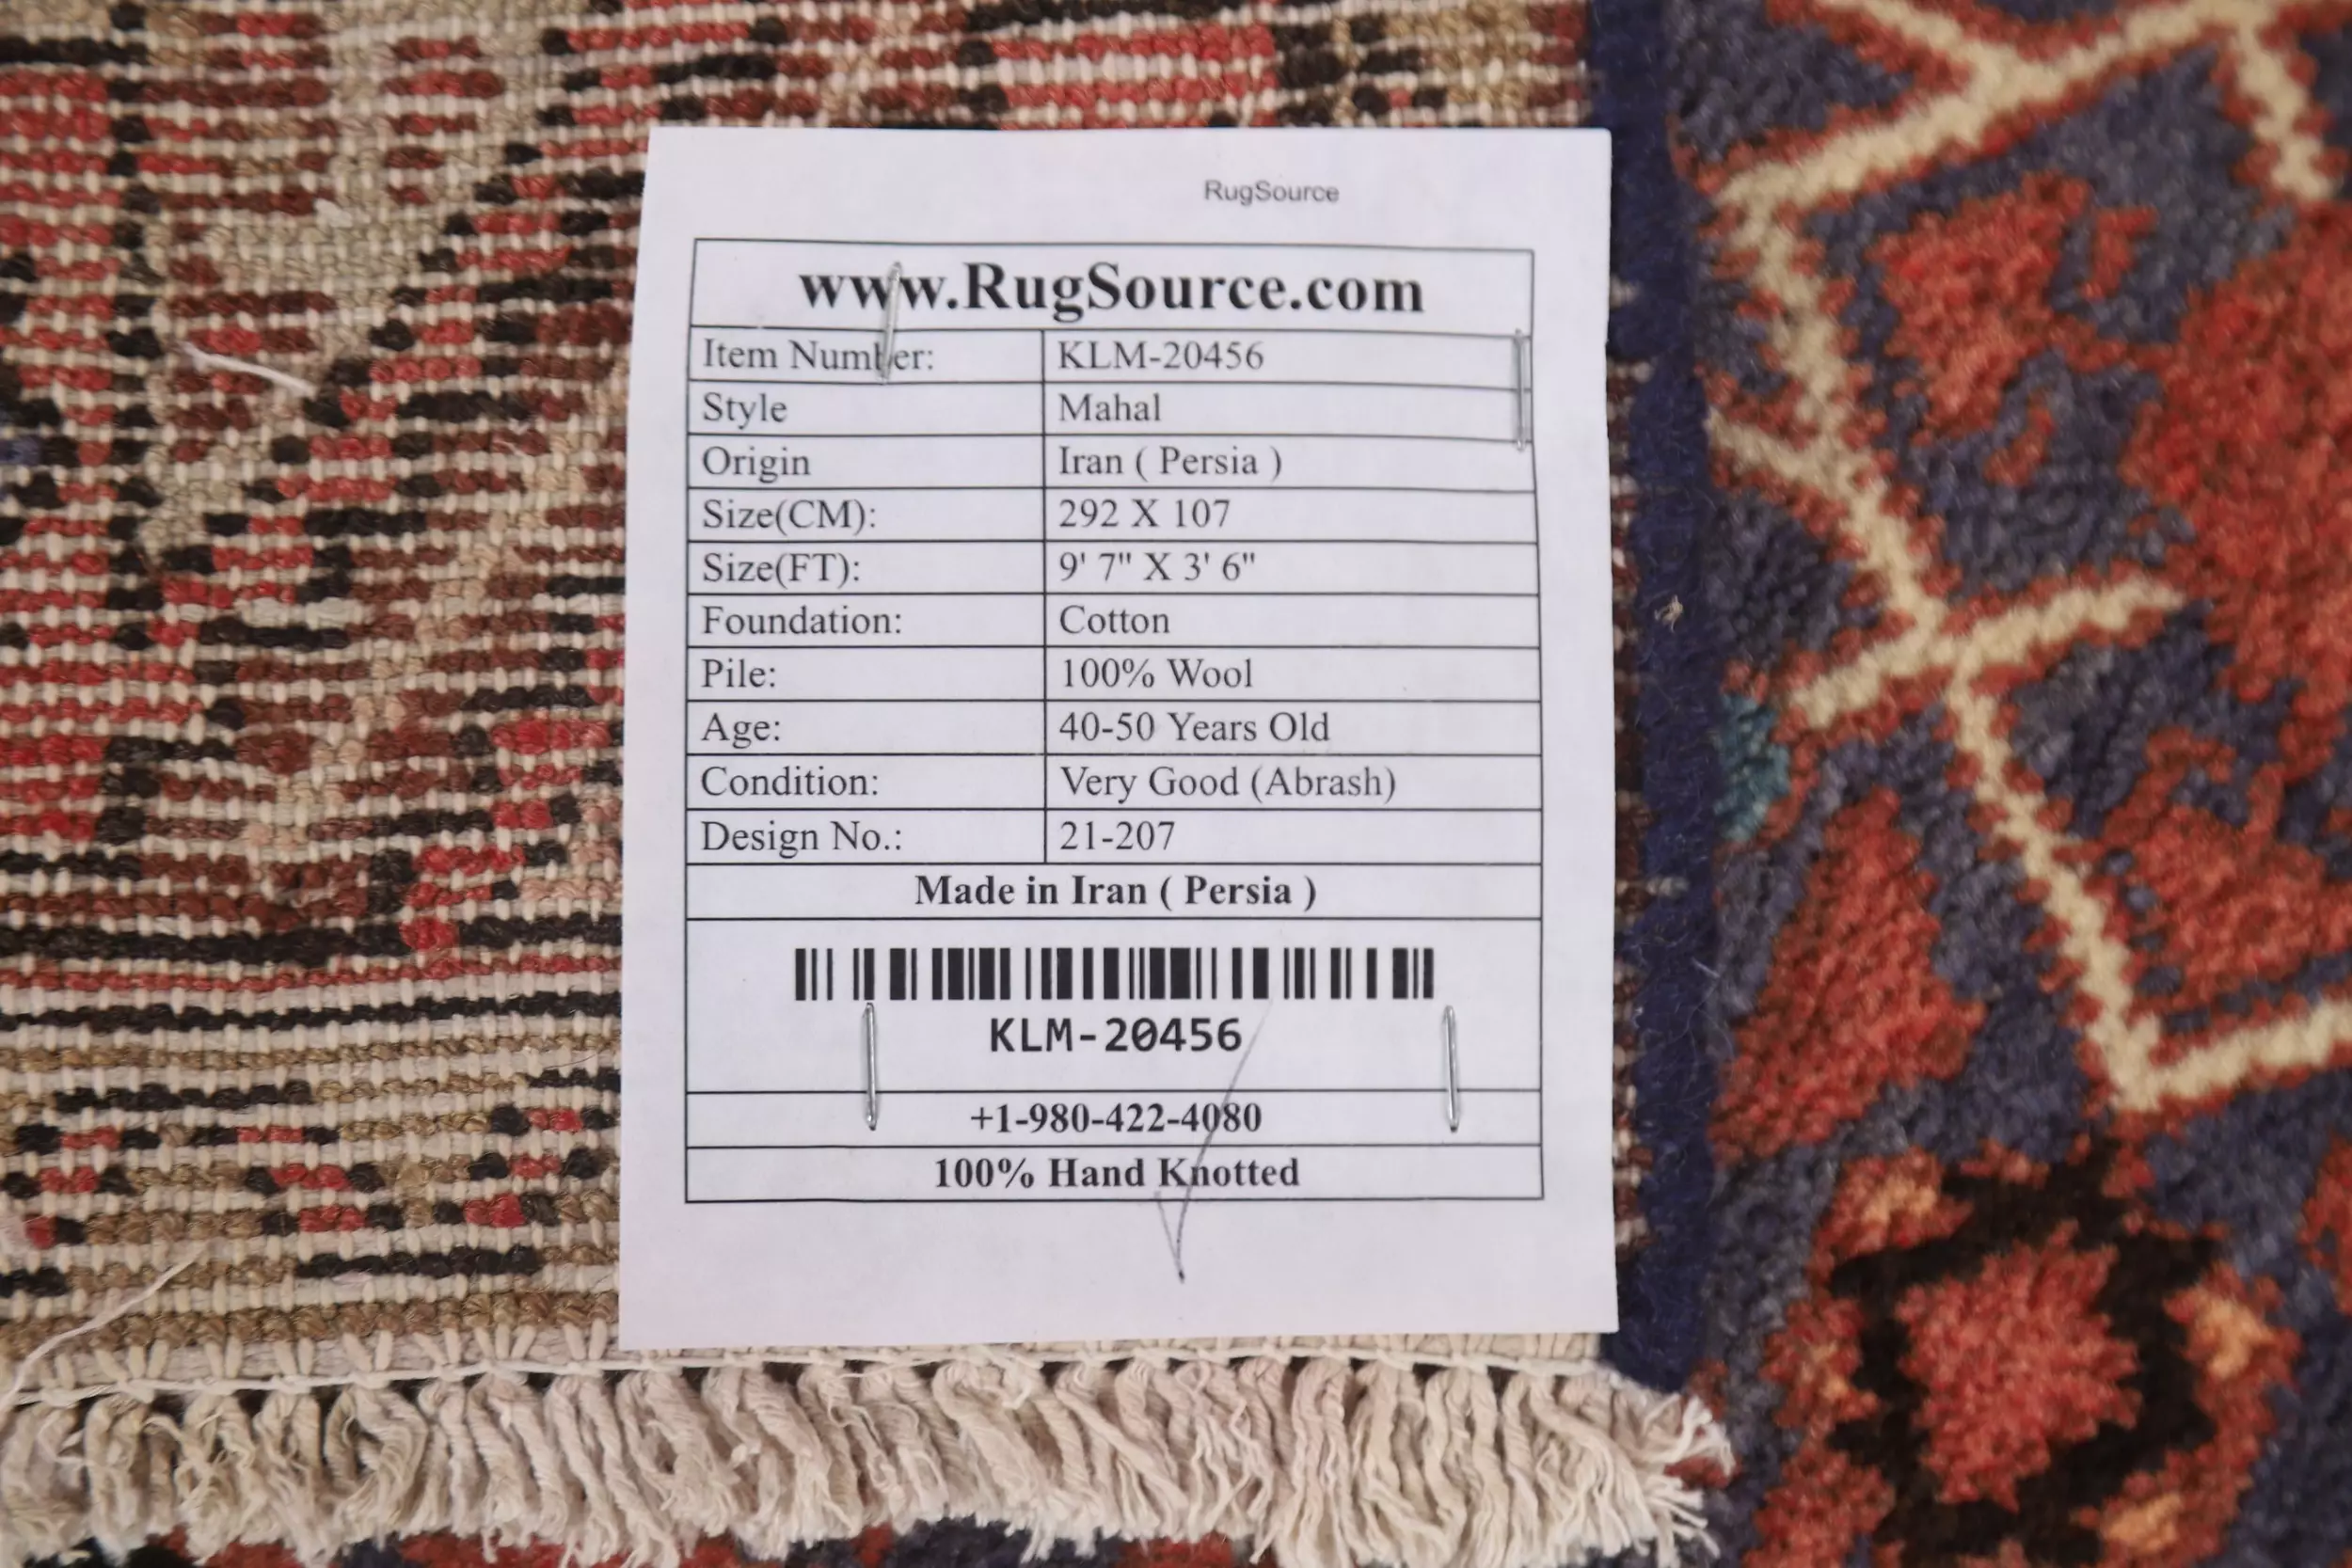 RugSource
www.RugSource.com
Item Number: KLM-20456
Style Mahal
Origin Iran ( Persia )
Size(CM): 292 X 107
Size(FT): 9' 7" X 3' 6"
Foundation: Cotton
Pile: 100% Wool
Age: 40-50 Years Old
Condition: Very Good (Abrash)
Design No.: 21-207
Made in Iran ( Persia )
KLM-20456
+1-980-422-4080
100% Hand Knotted